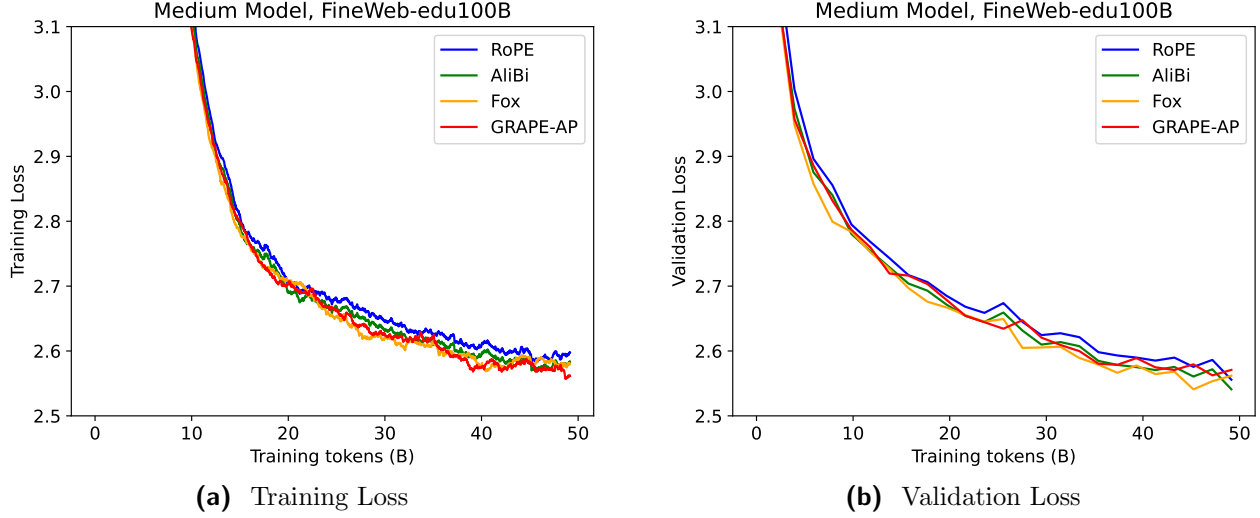 Medium Model, FineWeb-edu100B
Training Loss
3.1
3.0
2.9
2.8
2.7
2.6
2.5
RoPE
AliBi
Fox
GRAPE-AP
0 10 20 30 40 50
Training tokens (B)
(a) Training Loss
Medium Model, FineWeb-edu100B
Validation Loss
3.1
3.0
2.9
2.8
2.7
2.6
2.5
RoPE
AliBi
Fox
GRAPE-AP
0 10 20 30 40 50
Training tokens (B)
(b) Validation Loss